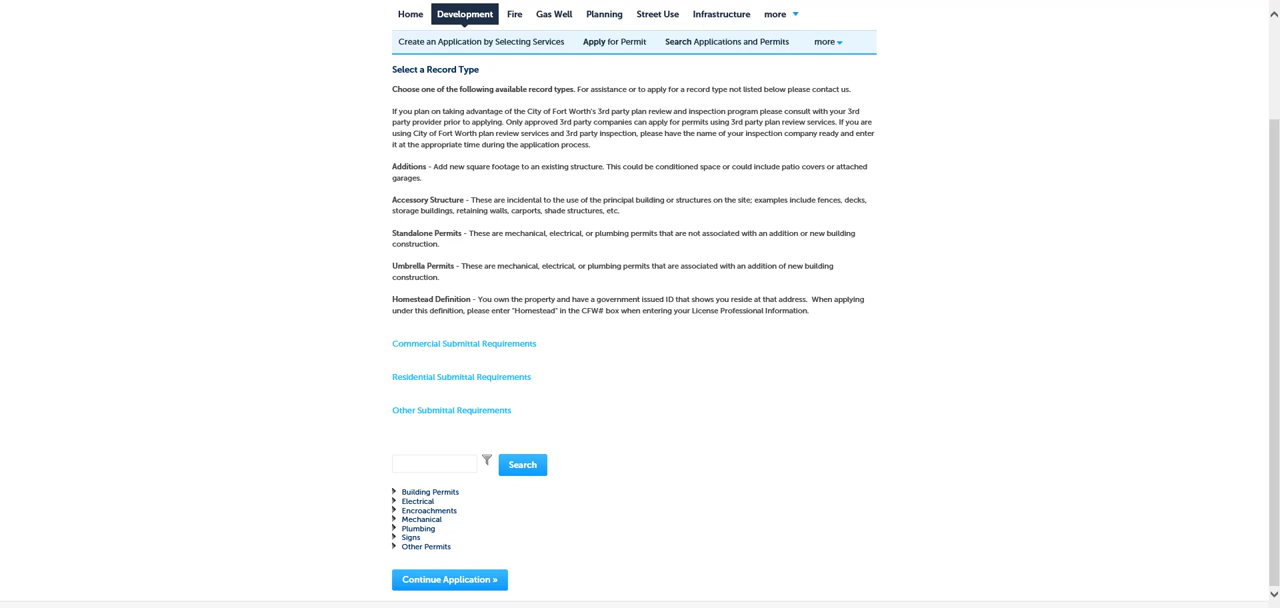 Home Development Fire Gas Well Planning Street Use Infrastructure more
Create an Application by Selecting Services Apply for Permit Search Applications and Permits more
Select a Record Type
Choose one of the following available record types. For assistance or to apply for a record type not listed below please contact us.
If you plan on taking advantage of the City of Fort Worth's 3rd party plan review and inspection program please consult with your 3rd
party provider prior to applying. Only approved 3rd party companies can apply for permits using 3rd party plan review services. If you are
using City of Fort Worth plan review services and 3rd party inspection, please have the name of your inspection company ready and enter
it at the appropriate time during the application process.
Additions - Add new square footage to an existing structure. This could be conditioned space or could include patio covers or attached
garages.
Accessory Structure - These are incidental to the use of the principal building or structures on the site; examples include fences, decks,
storage buildings, retaining walls, carports, shade structures, etc.
Standalone Permits - These are mechanical, electrical, or plumbing permits that are not associated with an addition or new building
construction.
Umbrella Permits - These are mechanical, electrical, or plumbing permits that are associated with an addition of new building
construction.
Homestead Definition - You own the property and have a government issued ID that shows you reside at that address. When applying
under this definition, please enter "Homestead" in the CFW# box when entering your License Professional Information.
Commercial Submittal Requirements
Residential Submittal Requirements
Other Submittal Requirements
Search
Building Permits
Electrical
Encroachments
Mechanical
Plumbing
Signs
Other Permits
Continue Application »